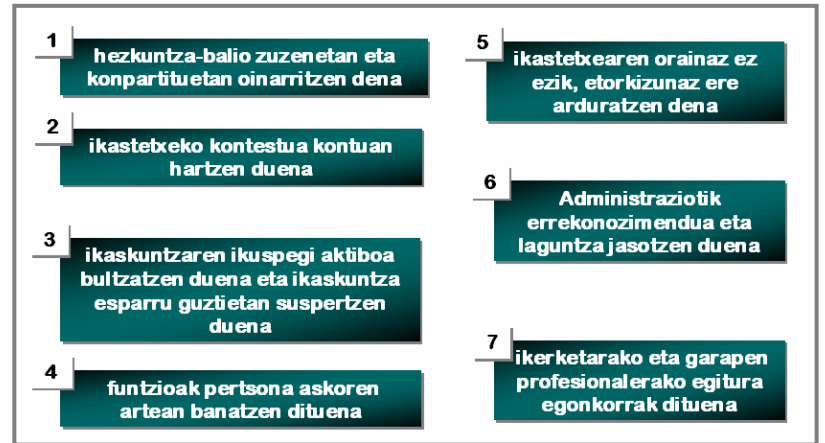 1
hezkuntza-balio zuzenetan eta
konpartituetan oinarritzen dena
2
ikastetxeko kontestua kontuan
hartzen duena
3
ikaskuntzaren ikuspegi aktiboa
bultzatzen duena eta ikaskuntza
esparru guztietan suspertzen
duena
4
funtzioak pertsona askoren
artean banatzen dituena
5
ikastetxearen orainaz ez
ezik, etorkizunaz ere
arduratzen dena
6
Administraziotik
errekonozimendua eta
laguntza jasotzen duena
7
ikerketarako eta garapen
profesionalerako egitura
egonkorrak dituena